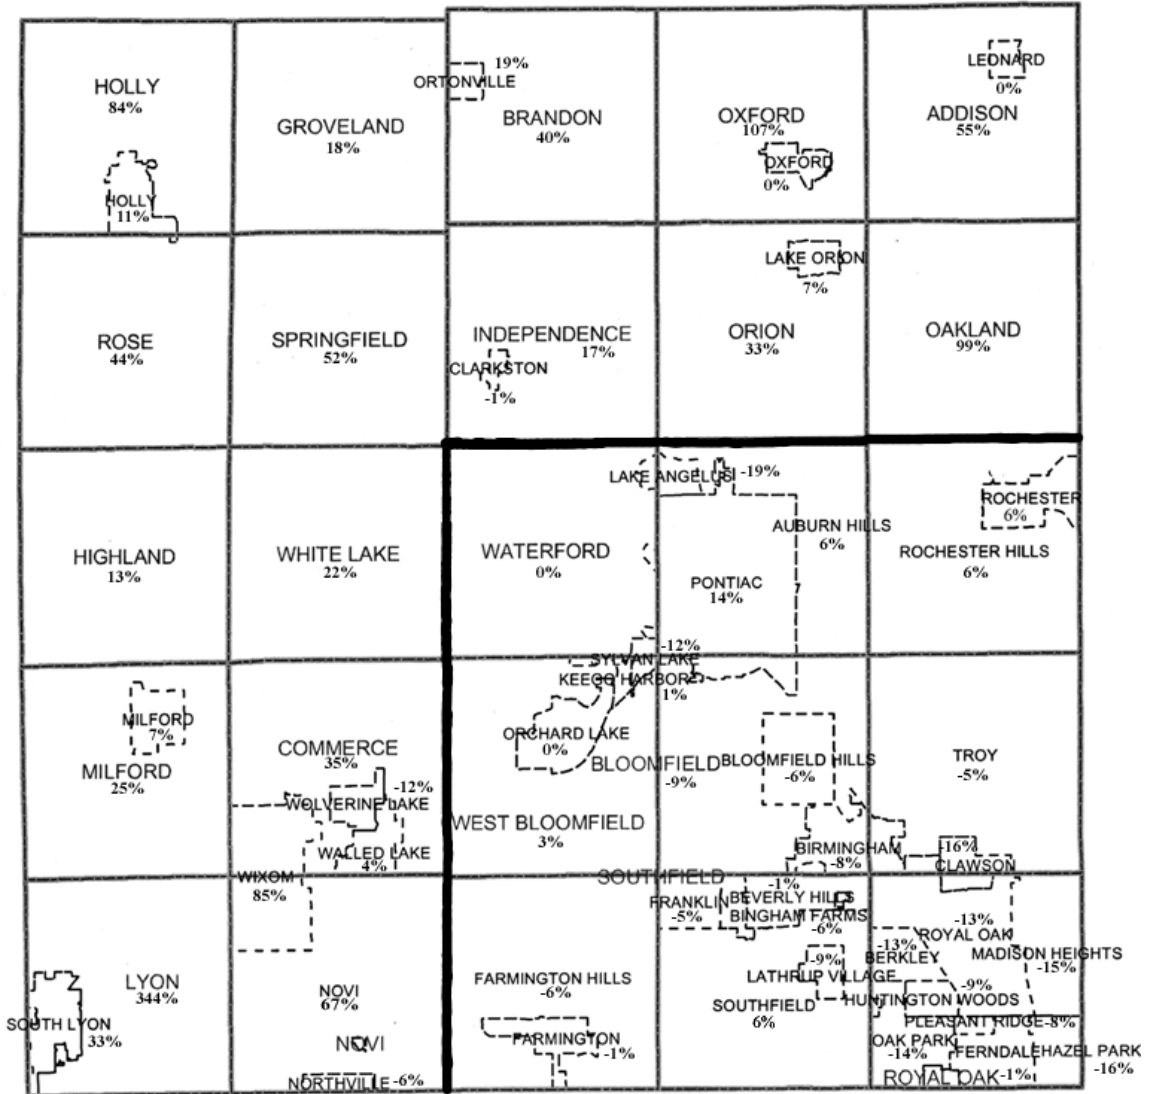 HOLLY
84%
HOLLY
11%
GROVELAND
18%
ORTONVILLE
19%
BRANDON
40%
OXFORD
107%
OXFORD
0%
LEONARD
0%
ADDISON
55%
ROSE
44%
SPRINGFIELD
52%
INDEPENDENCE
17%
CLARKSTON
-1%
LAKE ORION
7%
ORION
33%
OAKLAND
99%
HIGHLAND
13%
WHITE LAKE
22%
WATERFORD
0%
LAKE ANGELUS
-19%
PONTIAC
14%
AUBURN HILLS
6%
ROCHESTER
6%
ROCHESTER HILLS
6%
MILFORD
7%
MILFORD
25%
COMMERCE
35%
WOLVERINE LAKE
-12%
WALLED LAKE
4%
WIXOM
85%
-12%
SYLVAN LAKE
KEEGO HARBOR
1%
ORCHARD LAKE
0%
BLOOMFIELD
-9%
BLOOMFIELD HILLS
-6%
WEST BLOOMFIELD
3%
TROY
-5%
BIRMINGHAM
-8%
-16%
CLAWSON
LYON
344%
SOUTH LYON
33%
NOVI
67%
NOVI
NORTHVILLE -6%
SOUTHFIELD
FRANKLIN
-5%
-1%
BEVERLY HILLS
BINGHAM FARMS
-6%
FARMINGTON HILLS
-6%
FARMINGTON
-1%
-9%
LATHRUP VILLAGE
SOUTHFIELD
6%
-13%
ROYAL OAK
-13%
BERKLEY
MADISON HEIGHTS
-15%
-9%
HUNTINGTON WOODS
PLEASANT RIDGE -8%
OAK PARK
-14%
FERNDALE
-1%
HAZEL PARK
-16%
ROYAL OAK